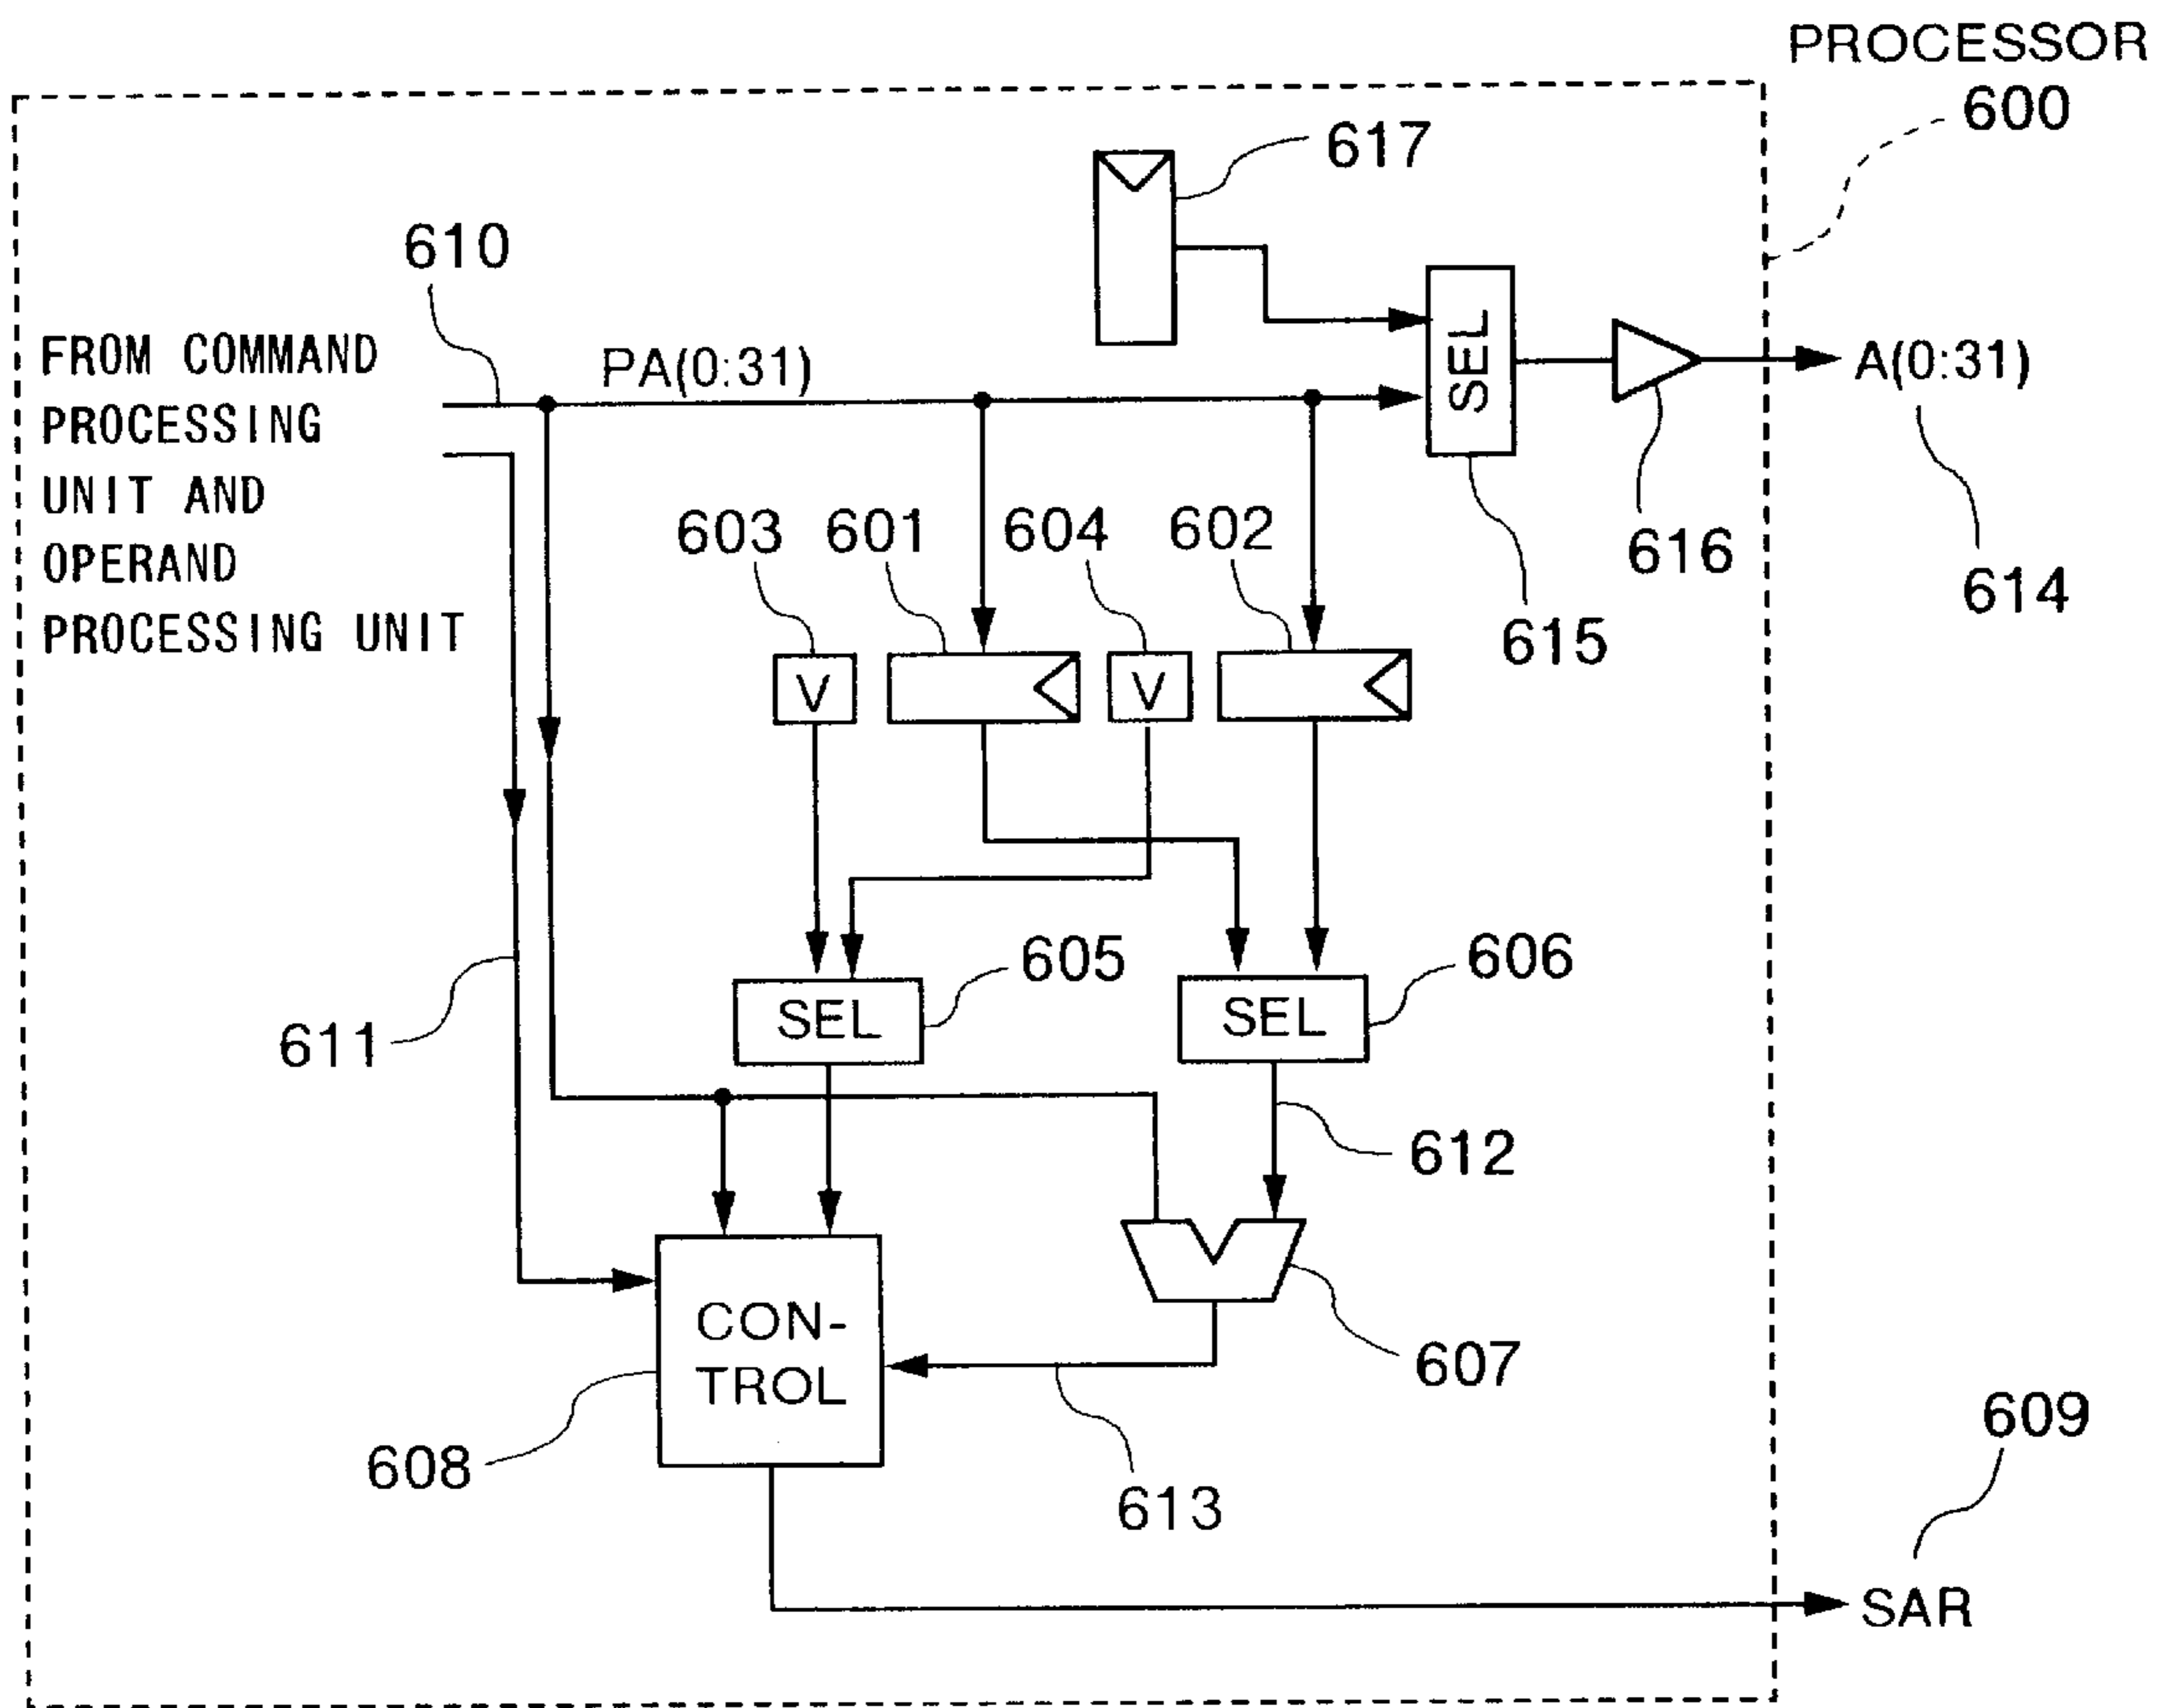 PROCESSOR
600
617
610
FROM COMMAND
PROCESSING
UNIT AND
OPERAND
PROCESSING UNIT
PA(0:31)
SEL
A(0:31)
603
601
604
602
616
614
615
V
V
605
606
SEL
SEL
611
612
CON-
TROL
607
608
613
609
SAR